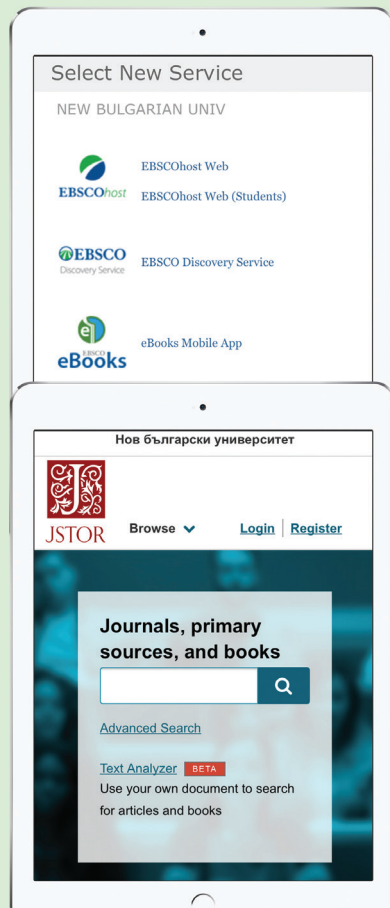 Select New Service
NEW BULGARIAN UNIV
EBSCOhost
EBSCOhost Web
EBSCOhost Web (Students)
EBSCO
Discovery Service
EBSCO Discovery Service
e
EBSCO
eBooks
eBooks Mobile App
Нов български университет
J
JSTOR
Browse
Login
Register
Journals, primary
sources, and books
Advanced Search
Text Analyzer BETA
Use your own document to search
for articles and books